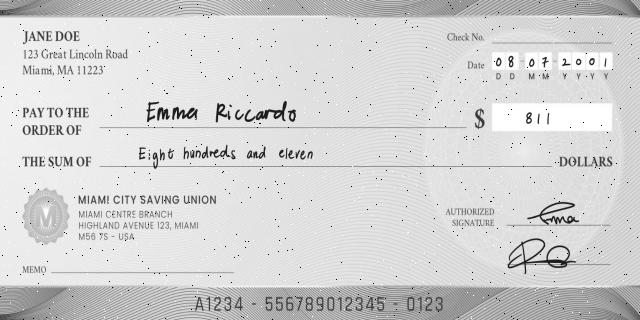 JANE DOE
123 Great Lincoln Road
Miami, MA 11223
Check No.
Date 08 07 2001
D D M M Y Y Y Y
PAY TO THE ORDER OF Emma Riccardo
$ 811
THE SUM OF Eight hundreds and eleven DOLLARS
M
MIAMI CITY SAVING UNION
MIAMI CENTRE BRANCH
HIGHLAND AVENUE 123, MIAMI
M56 7S - USA
AUTHORIZED SIGNATURE
Emma
MEMO
A1234 - 556789012345 - 0123